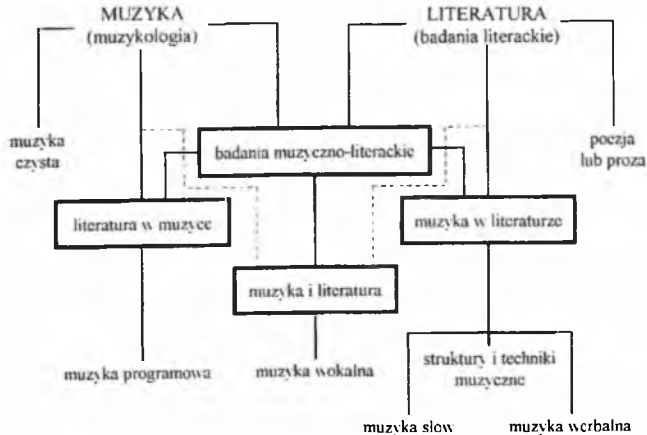 MUZYKA
(muzykologia)
LITERATURA
(badania literackie)
muzyka
czysta
badania muzyczno-literackie
poezja
lub proza
literatura w muzyce
muzyka w literaturze
muzyka i literatura
muzyka programowa
muzyka wokalna
struktury i techniki
muzyczne
muzyka słów
muzyka werbalna